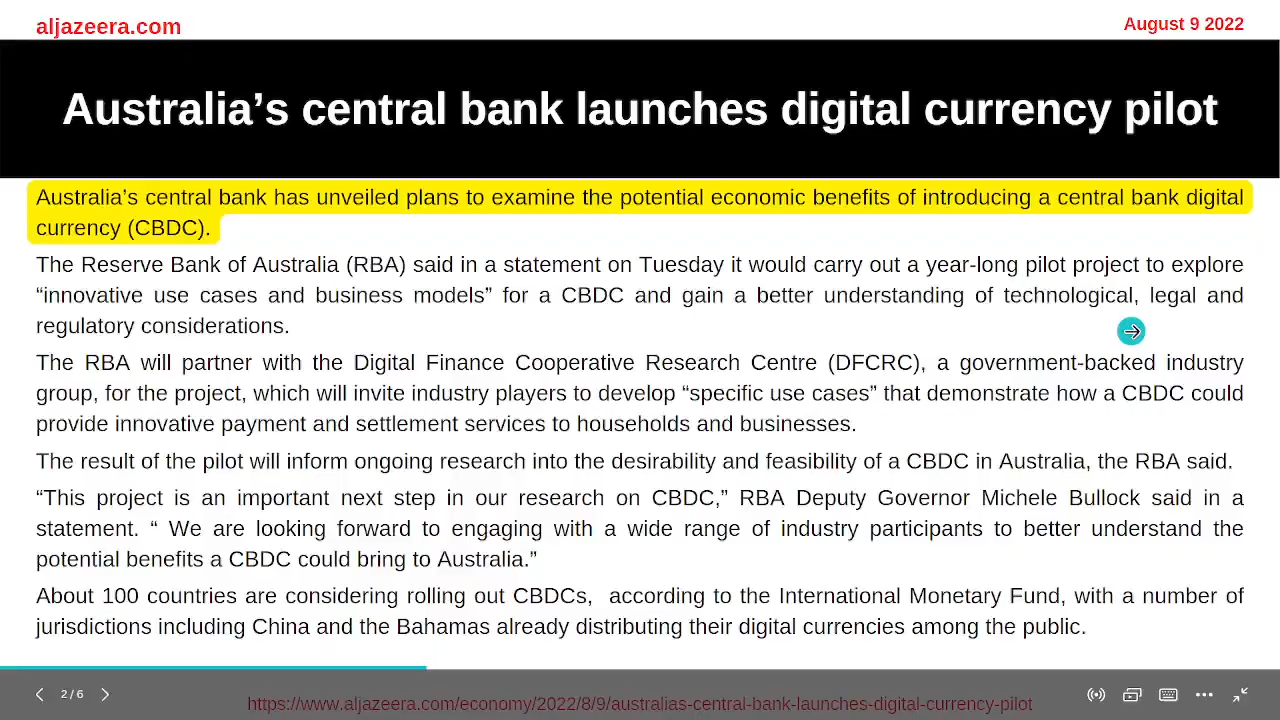 aljazeera.com
August 9 2022
Australia’s central bank launches digital currency pilot
Australia’s central bank has unveiled plans to examine the potential economic benefits of introducing a central bank digital
currency (CBDC).
The Reserve Bank of Australia (RBA) said in a statement on Tuesday it would carry out a year-long pilot project to explore
“innovative use cases and business models” for a CBDC and gain a better understanding of technological, legal and
regulatory considerations.
The RBA will partner with the Digital Finance Cooperative Research Centre (DFCRC), a government-backed industry
group, for the project, which will invite industry players to develop “specific use cases” that demonstrate how a CBDC could
provide innovative payment and settlement services to households and businesses.
The result of the pilot will inform ongoing research into the desirability and feasibility of a CBDC in Australia, the RBA said.
“This project is an important next step in our research on CBDC,” RBA Deputy Governor Michele Bullock said in a
statement. “ We are looking forward to engaging with a wide range of industry participants to better understand the
potential benefits a CBDC could bring to Australia.”
About 100 countries are considering rolling out CBDCs,  according to the International Monetary Fund, with a number of
jurisdictions including China and the Bahamas already distributing their digital currencies among the public.
2 / 6
https://www.aljazeera.com/economy/2022/8/9/australias-central-bank-launches-digital-currency-pilot